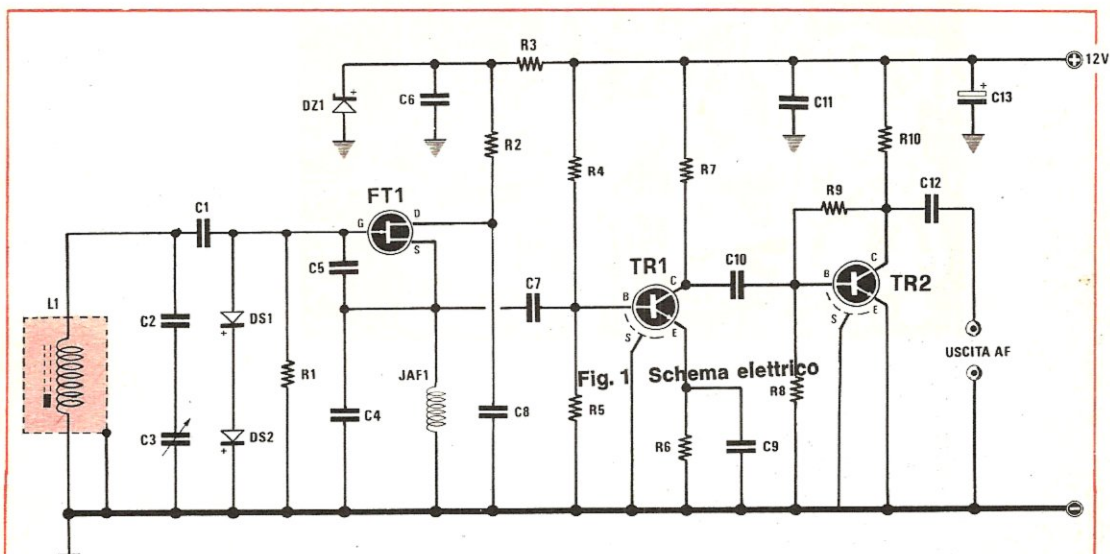 R3
12V
DZ1
C6
C11
C13
R2
R10
R4
R7
FT1
R9
C12
C1
D
G
S
C5
C7
TR1
C10
TR2
C
B
C
B
L1
C2
DS1
S
E
S
E
USCITA AF
R1
JAF1
Fig. 1 Schema elettrico
C4
C8
R5
R8
C3
DS2
R6
C9